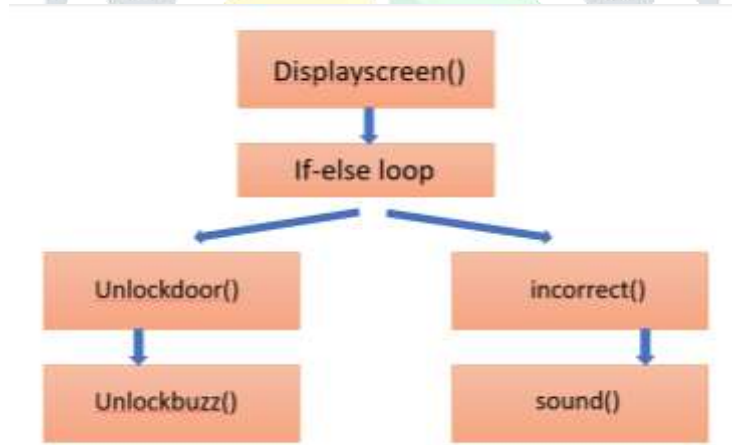 Displayscreen()
If-else loop
Unlockdoor()
incorrect()
Unlockbuzz()
sound()